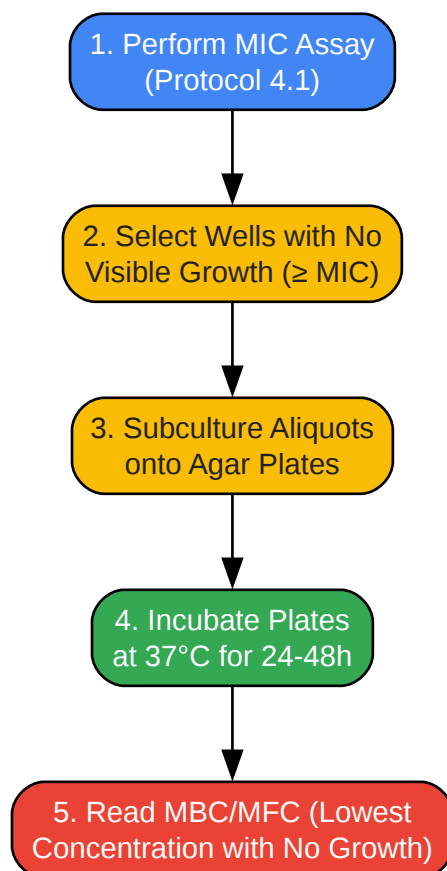 1. Perform MIC Assay
(Protocol 4.1)
2. Select Wells with No
Visible Growth (≥ MIC)
3. Subculture Aliquots
onto Agar Plates
4. Incubate Plates
at 37°C for 24-48h
5. Read MBC/MFC (Lowest
Concentration with No Growth)